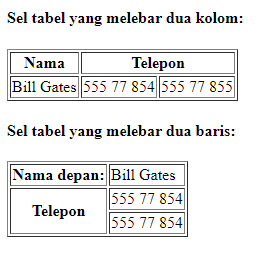 Sel tabel yang melebar dua kolom:
Nama Telepon
Bill Gates 555 77 854 555 77 855
Sel tabel yang melebar dua baris:
Nama depan: Bill Gates
Telepon 555 77 854
555 77 854